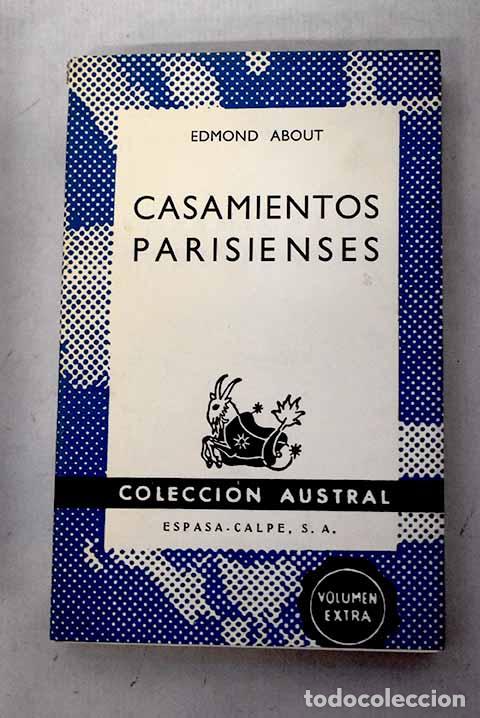 EDMOND ABOUT
CASAMIENTOS
PARISIENSES
COLECCIÓN AUSTRAL
ESPASA-CALPE, S. A.
VOLUMEN
EXTRA
todocoleccion